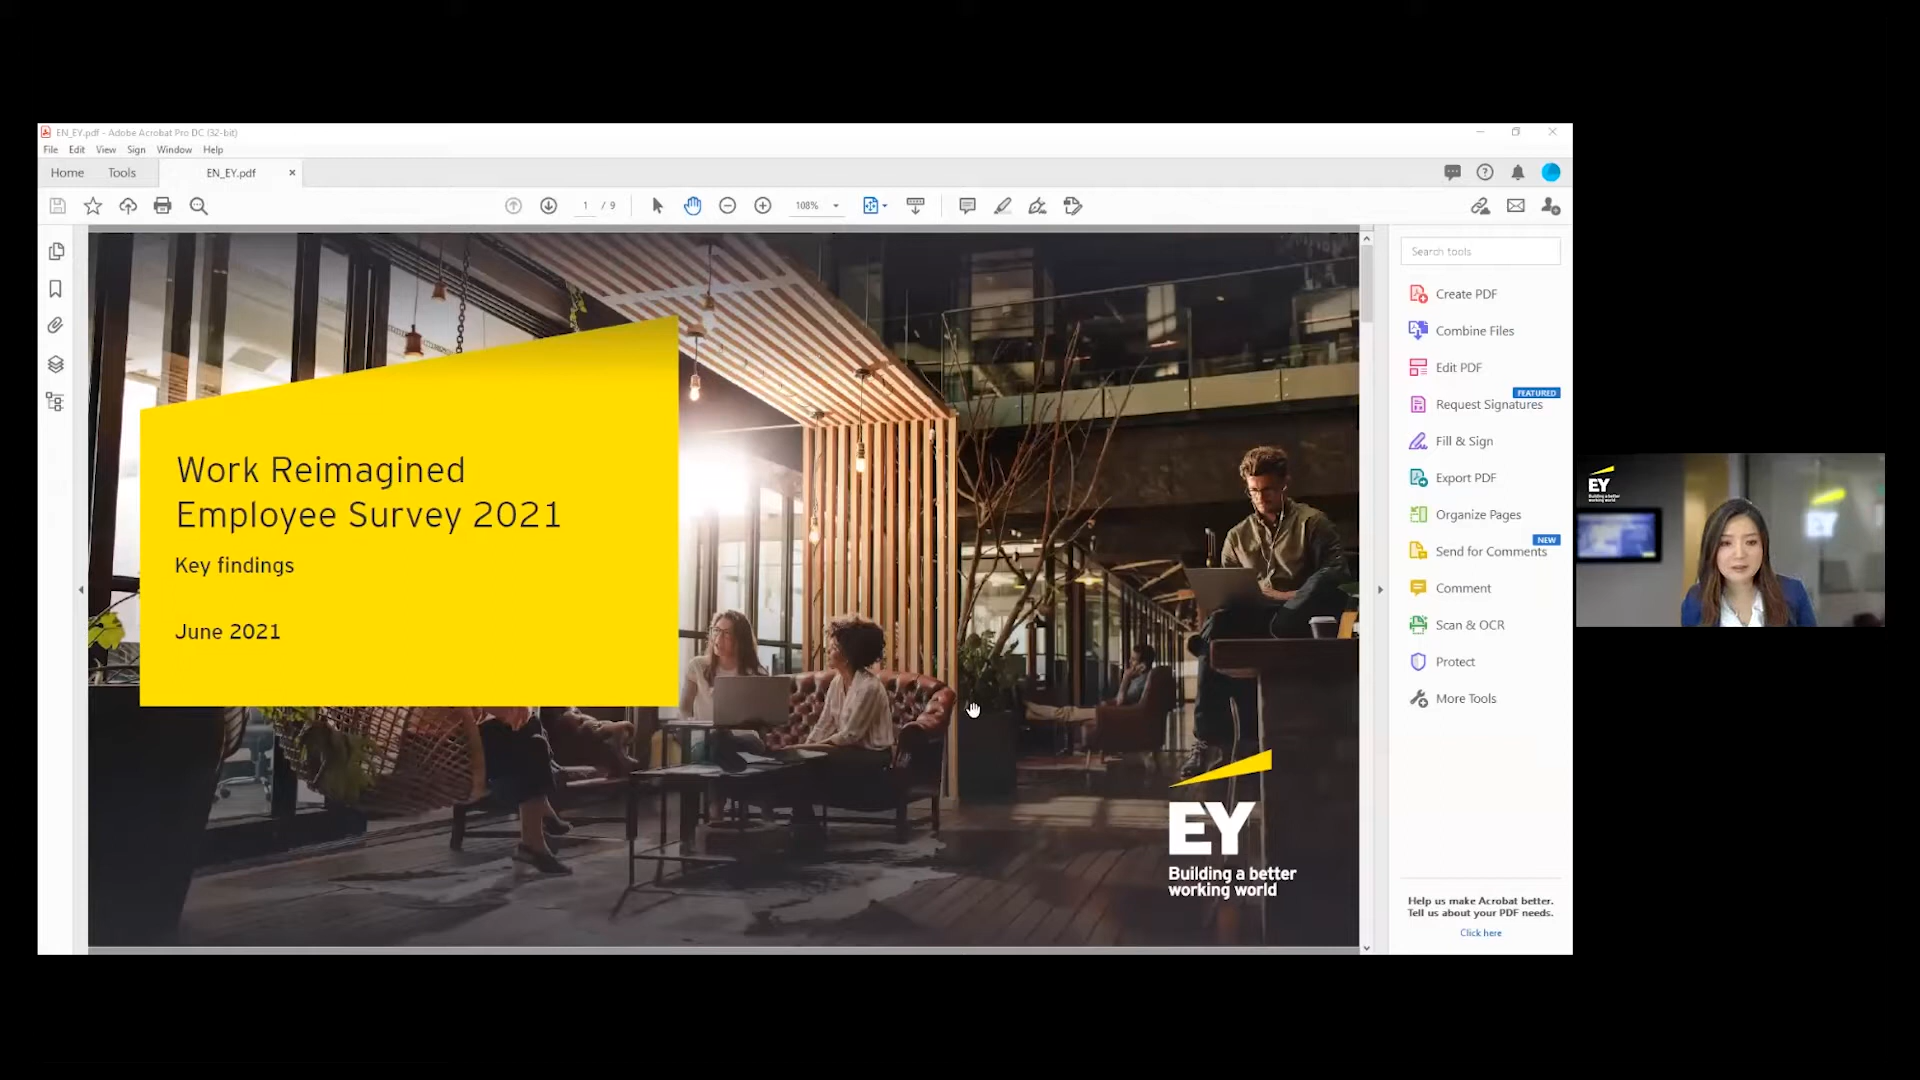 EN_EY.pdf - Adobe Acrobat Pro DC (32-bit)
File Edit View Sign Window Help
Home Tools EN_EY.pdf
1 / 9 108%
Work Reimagined
Employee Survey 2021
Key findings
June 2021
EY
Building a better
working world
Search tools
Create PDF
Combine Files
Edit PDF
FEATURED
Request Signatures
Fill & Sign
Export PDF
Organize Pages
NEW
Send for Comments
Comment
Scan & OCR
Protect
More Tools
Help us make Acrobat better.
Tell us about your PDF needs.
Click here
EY
Building a better
working world